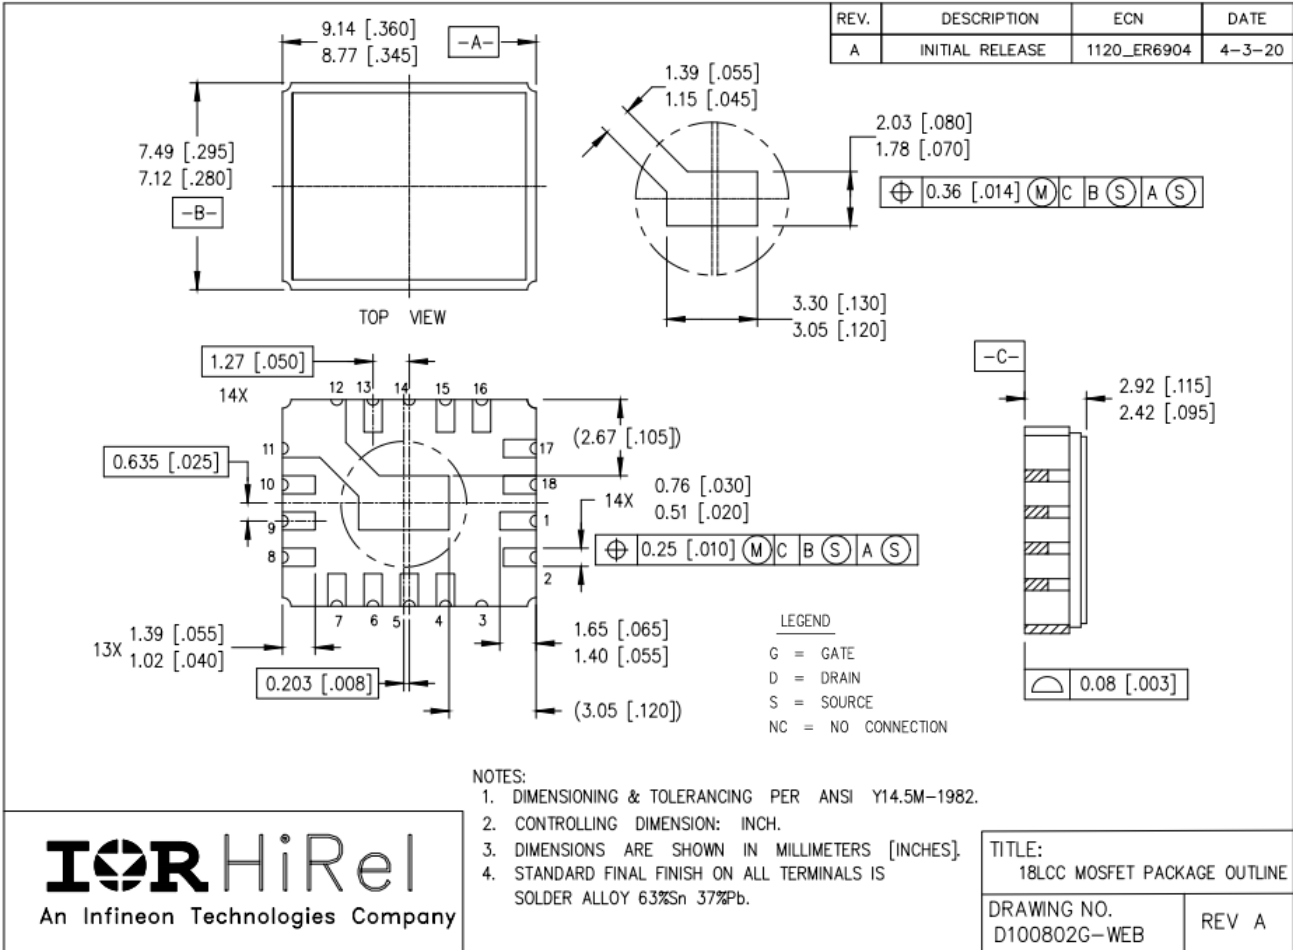 REV. DESCRIPTION ECN DATE
A INITIAL RELEASE 1120_ER6904 4-3-20
9.14 [.360]
8.77 [.345]
-A-
7.49 [.295]
7.12 [.280]
-B-
TOP VIEW
1.39 [.055]
1.15 [.045]
2.03 [.080]
1.78 [.070]
⌖ 0.36 [.014] Ⓜ C B Ⓢ A Ⓢ
3.30 [.130]
3.05 [.120]
1.27 [.050]
14X
12 13 14 15 16
11
10
9
8
17
18
1
2
7 6 5 4 3
0.635 [.025]
(2.67 [.105])
14X
0.76 [.030]
0.51 [.020]
⌖ 0.25 [.010] Ⓜ C B Ⓢ A Ⓢ
13X
1.39 [.055]
1.02 [.040]
0.203 [.008]
1.65 [.065]
1.40 [.055]
(3.05 [.120])
-C-
2.92 [.115]
2.42 [.095]
⌓ 0.08 [.003]
LEGEND
G = GATE
D = DRAIN
S = SOURCE
NC = NO CONNECTION
NOTES:
1. DIMENSIONING & TOLERANCING PER ANSI Y14.5M-1982.
2. CONTROLLING DIMENSION: INCH.
3. DIMENSIONS ARE SHOWN IN MILLIMETERS [INCHES].
4. STANDARD FINAL FINISH ON ALL TERMINALS IS
SOLDER ALLOY 63%Sn 37%Pb.
IOR HiRel
An Infineon Technologies Company
TITLE:
18LCC MOSFET PACKAGE OUTLINE
DRAWING NO.
D100802G-WEB
REV A